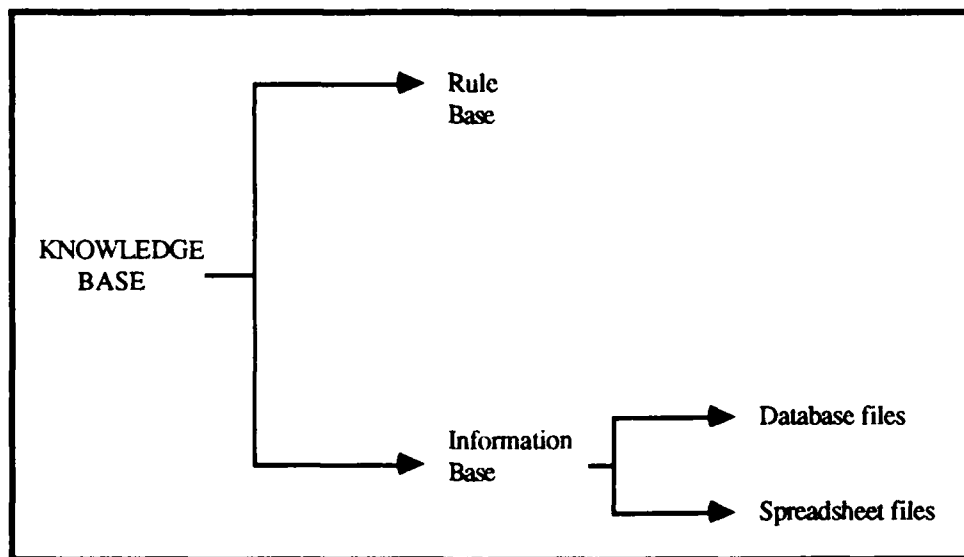 Rule
Base
KNOWLEDGE
BASE
Information
Base
Database files
Spreadsheet files